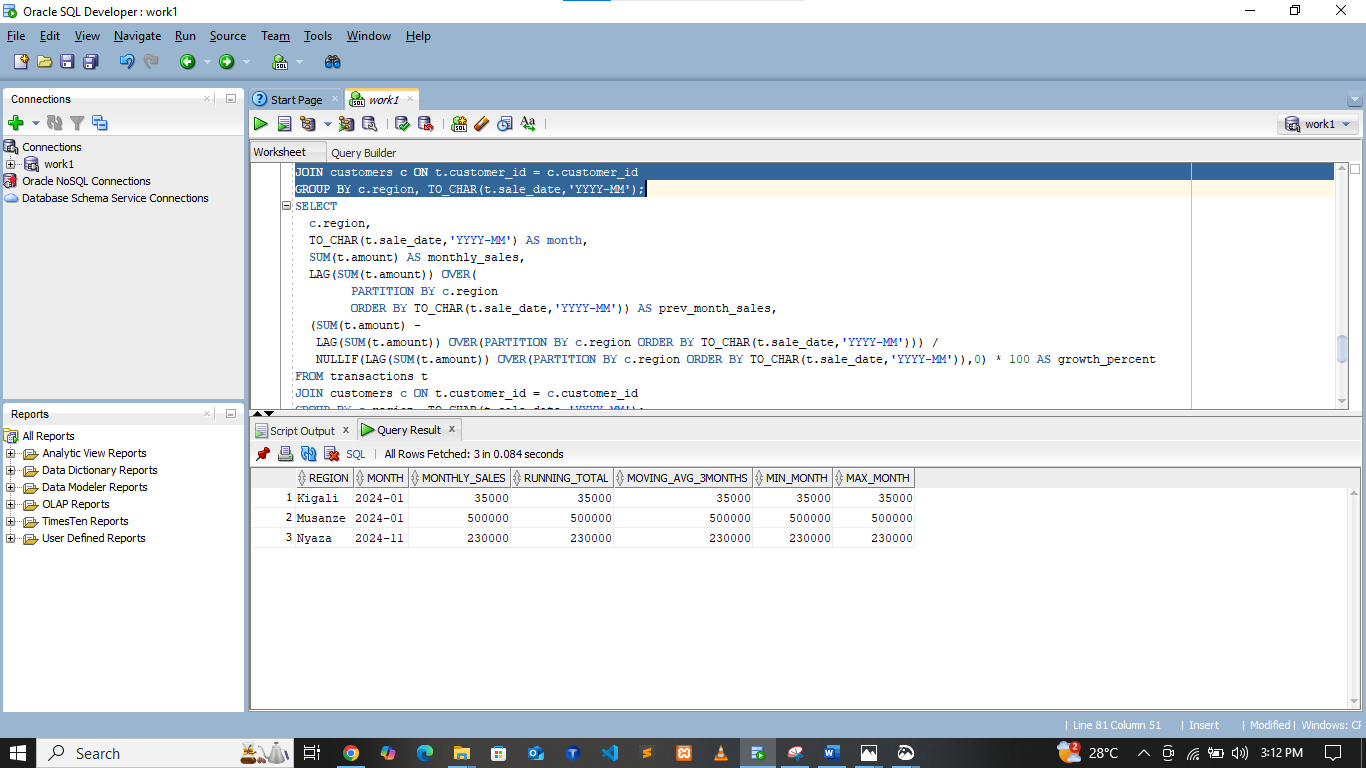 Oracle SQL Developer : work1
File Edit View Navigate Run Source Team Tools Window Help
Connections
Start Page
work1
work1
Connections
work1
Oracle NoSQL Connections
Database Schema Service Connections
Worksheet Query Builder
JOIN customers c ON t.customer_id = c.customer_id
GROUP BY c.region, TO_CHAR(t.sale_date,'YYYY-MM');
SELECT
c.region,
TO_CHAR(t.sale_date,'YYYY-MM') AS month,
SUM(t.amount) AS monthly_sales,
LAG(SUM(t.amount)) OVER(
PARTITION BY c.region
ORDER BY TO_CHAR(t.sale_date,'YYYY-MM')) AS prev_month_sales,
(SUM(t.amount) -
LAG(SUM(t.amount)) OVER(PARTITION BY c.region ORDER BY TO_CHAR(t.sale_date,'YYYY-MM'))) /
NULLIF(LAG(SUM(t.amount)) OVER(PARTITION BY c.region ORDER BY TO_CHAR(t.sale_date,'YYYY-MM')),0) * 100 AS growth_percent
FROM transactions t
JOIN customers c ON t.customer_id = c.customer_id
GROUP BY c.region, TO_CHAR(t.sale_date,'YYYY-MM');
Reports
All Reports
Analytic View Reports
Data Dictionary Reports
Data Modeler Reports
OLAP Reports
TimesTen Reports
User Defined Reports
Script Output x Query Result x
SQL | All Rows Fetched: 3 in 0.084 seconds
REGION MONTH MONTHLY_SALES RUNNING_TOTAL MOVING_AVG_3MONTHS MIN_MONTH MAX_MONTH
1 Kigali 2024-01 35000 35000 35000 35000 35000
2 Musanze 2024-01 500000 500000 500000 500000 500000
3 Nyaza 2024-11 230000 230000 230000 230000 230000
| Line 81 Column 51 | Insert | Modified | Windows: CF
Search
2
28°C
3:12 PM